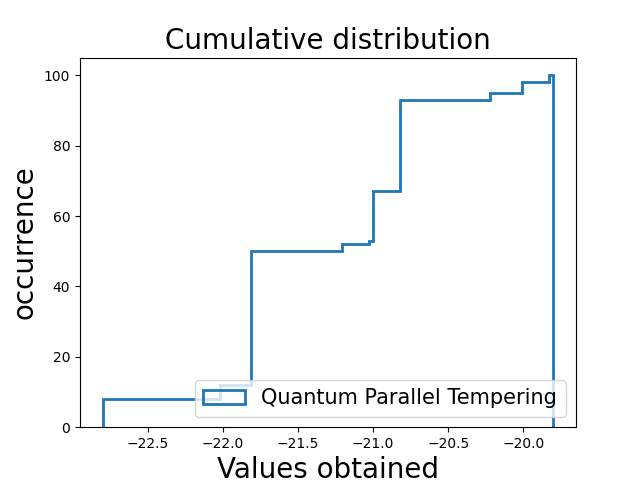 Cumulative distribution
100
80
60
40
20
0
occurrence
Quantum Parallel Tempering
−22.5 −22.0 −21.5 −21.0 −20.5 −20.0
Values obtained